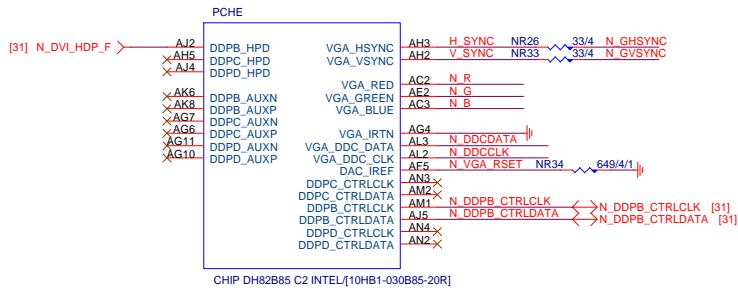 PCHE
[31] N_DVI_HDP_F AJ2 DDPB_HPD VGA_HSYNC AH3 H_SYNC NR26 33/4 N_GHSYNC
AH5 DDPC_HPD VGA_VSYNC AH2 V_SYNC NR33 33/4 N_GVSYNC
AJ4 DDPD_HPD
VGA_RED AC2 N_R
AK6 DDPB_AUXN VGA_GREEN AE2 N_G
AK8 DDPB_AUXP VGA_BLUE AC3 N_B
AG7 DDPC_AUXN
AG6 DDPC_AUXP VGA_IRTN AG4
AG11 DDPD_AUXN VGA_DDC_DATA AL3 N_DDCDATA
AG10 DDPD_AUXP VGA_DDC_CLK AL2 N_DDCCLK
DAC_IREF AF5 N_VGA_RSET NR34 649/4/1
DDPC_CTRLCLK AN3
DDPC_CTRLDATA AM2
DDPB_CTRLCLK AM1 N_DDPB_CTRLCLK N_DDPB_CTRLCLK [31]
DDPB_CTRLDATA AJ5 N_DDPB_CTRLDATA N_DDPB_CTRLDATA [31]
DDPD_CTRLCLK AN4
DDPD_CTRLDATA AN2
CHIP DH82B85 C2 INTEL/[10HB1-030B85-20R]